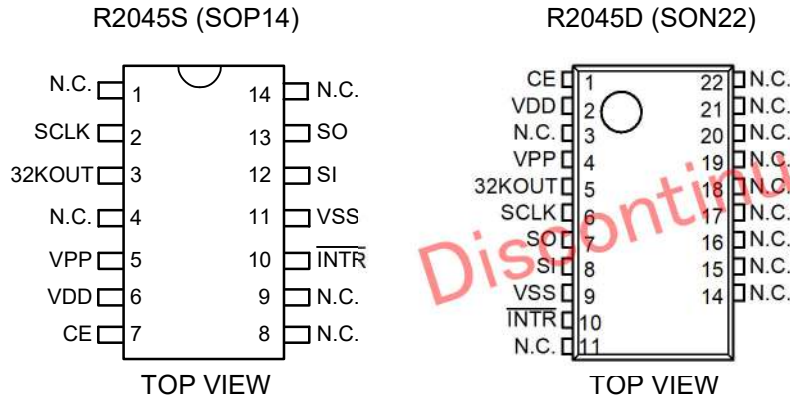 R2045S (SOP14)
N.C. 1 14 N.C.
SCLK 2 13 SO
32KOUT 3 12 SI
N.C. 4 11 VSS
VPP 5 10 INTR
VDD 6 9 N.C.
CE 7 8 N.C.
TOP VIEW
R2045D (SON22)
CE 1 22 N.C.
VDD 2 21 N.C.
N.C. 3 20 N.C.
VPP 4 19 N.C.
32KOUT 5 18 N.C.
SCLK 6 17 N.C.
SO 7 16 N.C.
SI 8 15 N.C.
VSS 9 14 N.C.
INTR 10
N.C. 11
TOP VIEW
Discontinu